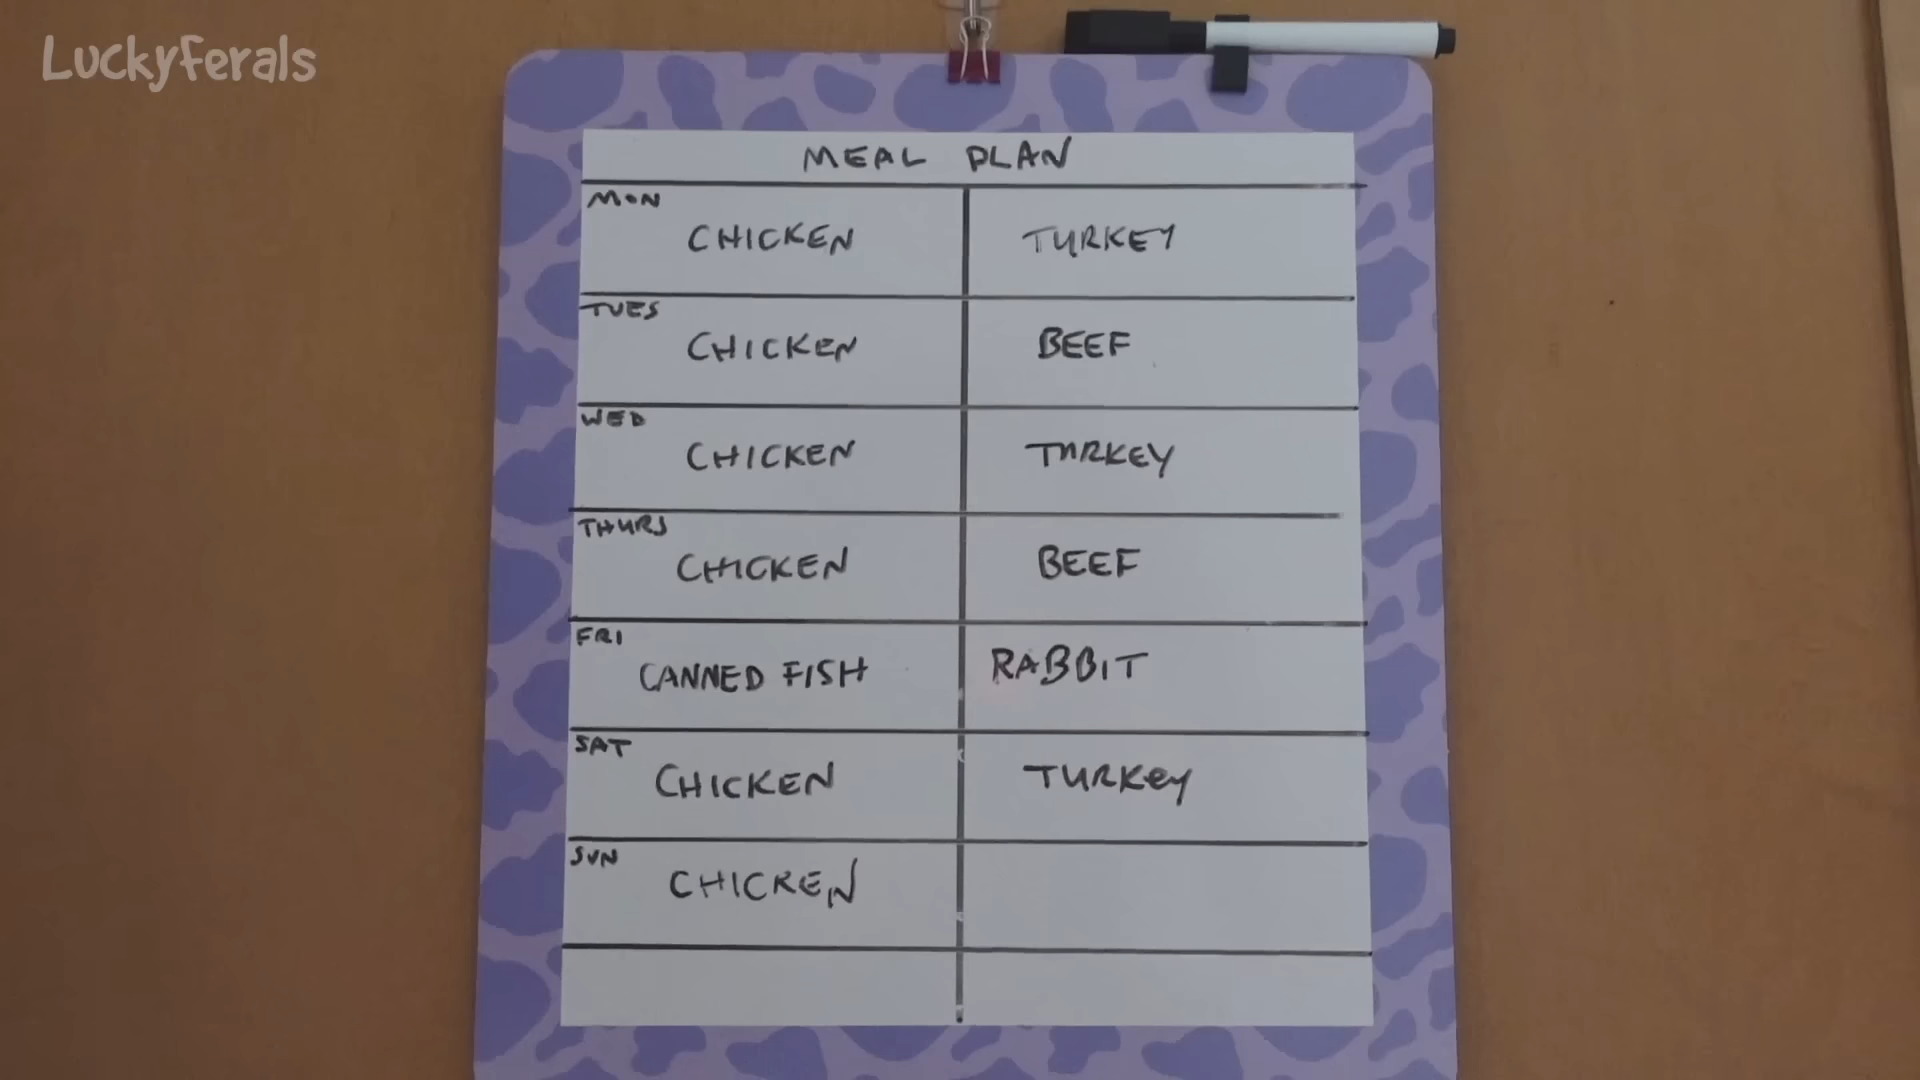 LuckyFerals
MEAL PLAN
MON
CHICKEN TURKEY
TUES
CHICKEN BEEF
WED
CHICKEN TURKEY
THURS
CHICKEN BEEF
FRI
CANNED FISH RABBIT
SAT
CHICKEN TURKEY
SUN
CHICKEN